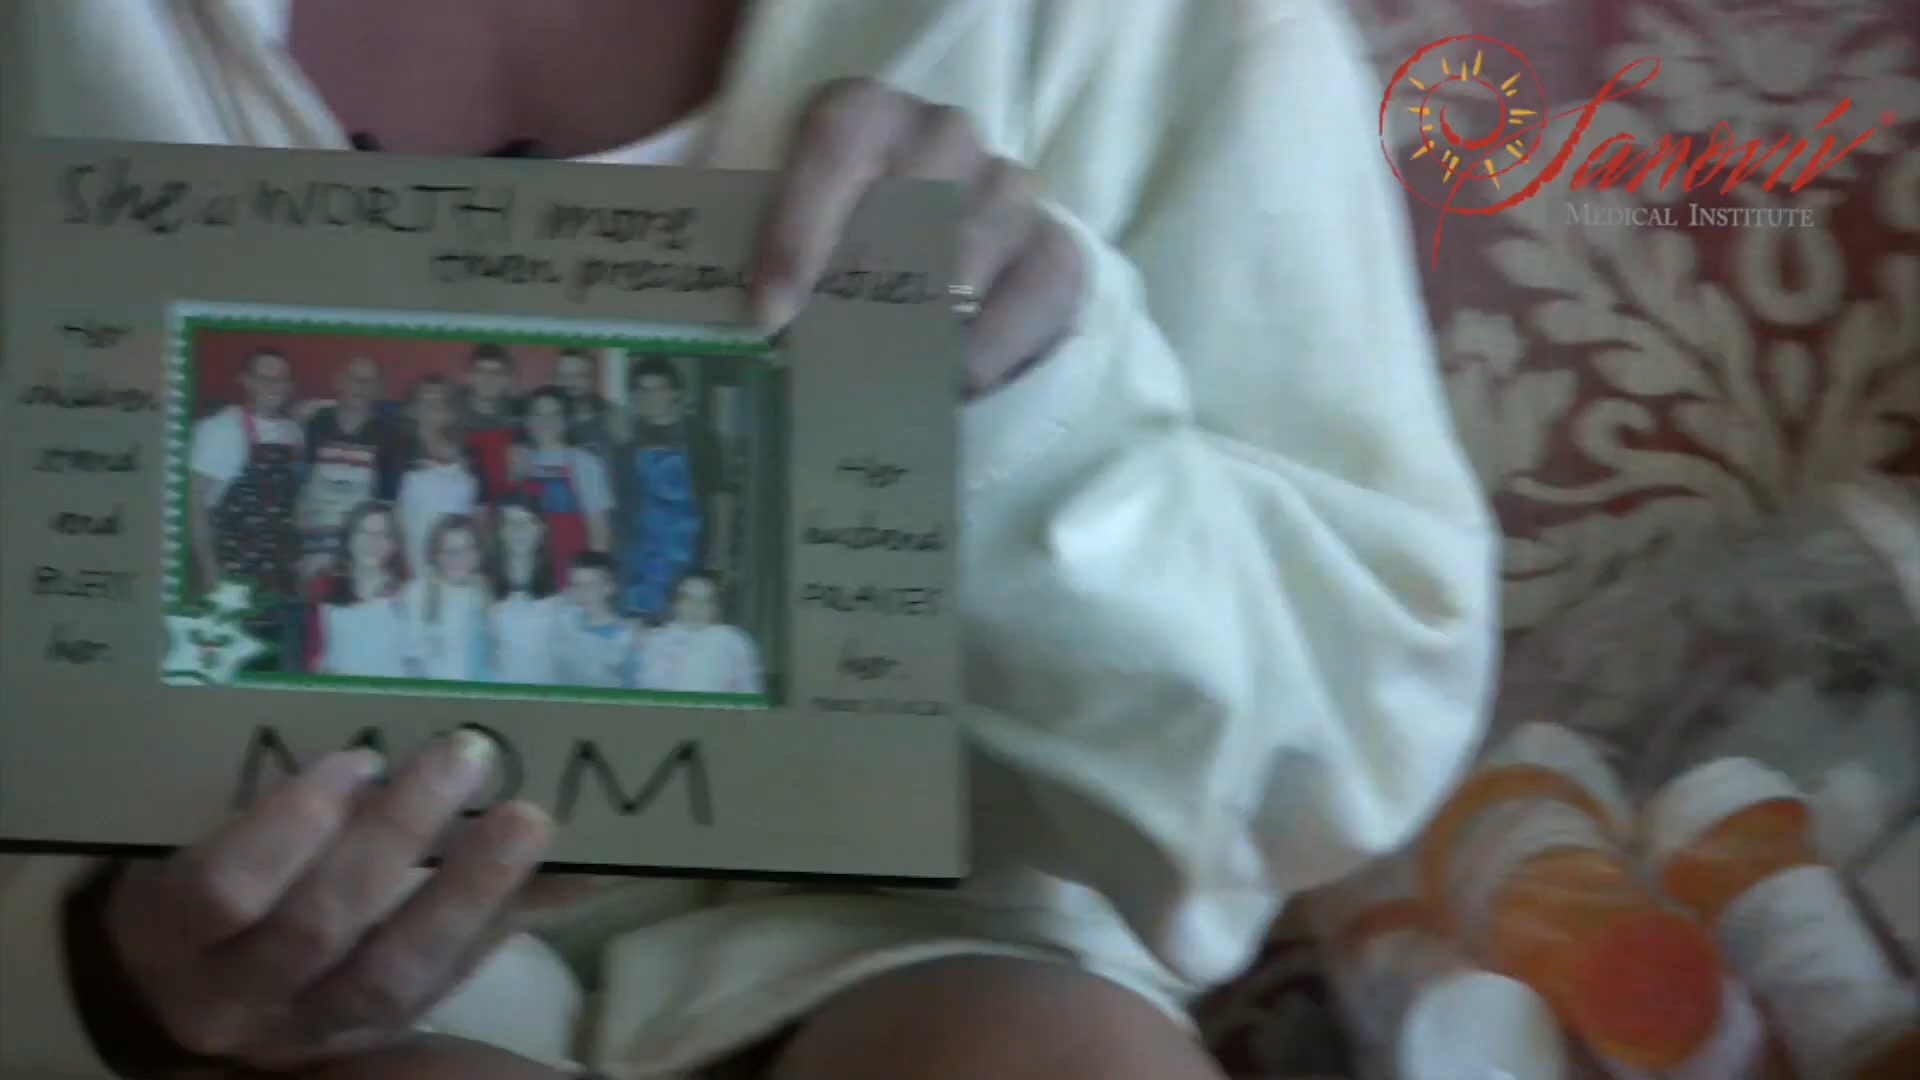 She is WORTH more
than precious
Her
children
stand
and
BLESS
her.
Her
husband
PRAISES
her.
MOM
Sanoviv®
MEDICAL INSTITUTE